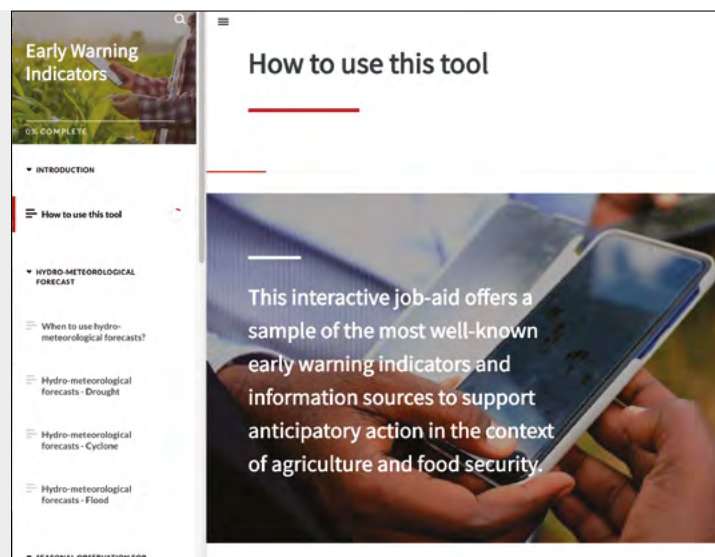 Early Warning
Indicators
0% COMPLETE
INTRODUCTION
How to use this tool
HYDRO-METEOROLOGICAL
FORECAST
When to use hydro-
meteorological forecasts?
Hydro-meteorological
forecasts - Drought
Hydro-meteorological
forecasts - Cyclone
Hydro-meteorological
forecasts - Flood
SEASONAL OBSERVATION FOR
How to use this tool
This interactive job-aid offers a
sample of the most well-known
early warning indicators and
information sources to support
anticipatory action in the context
of agriculture and food security.